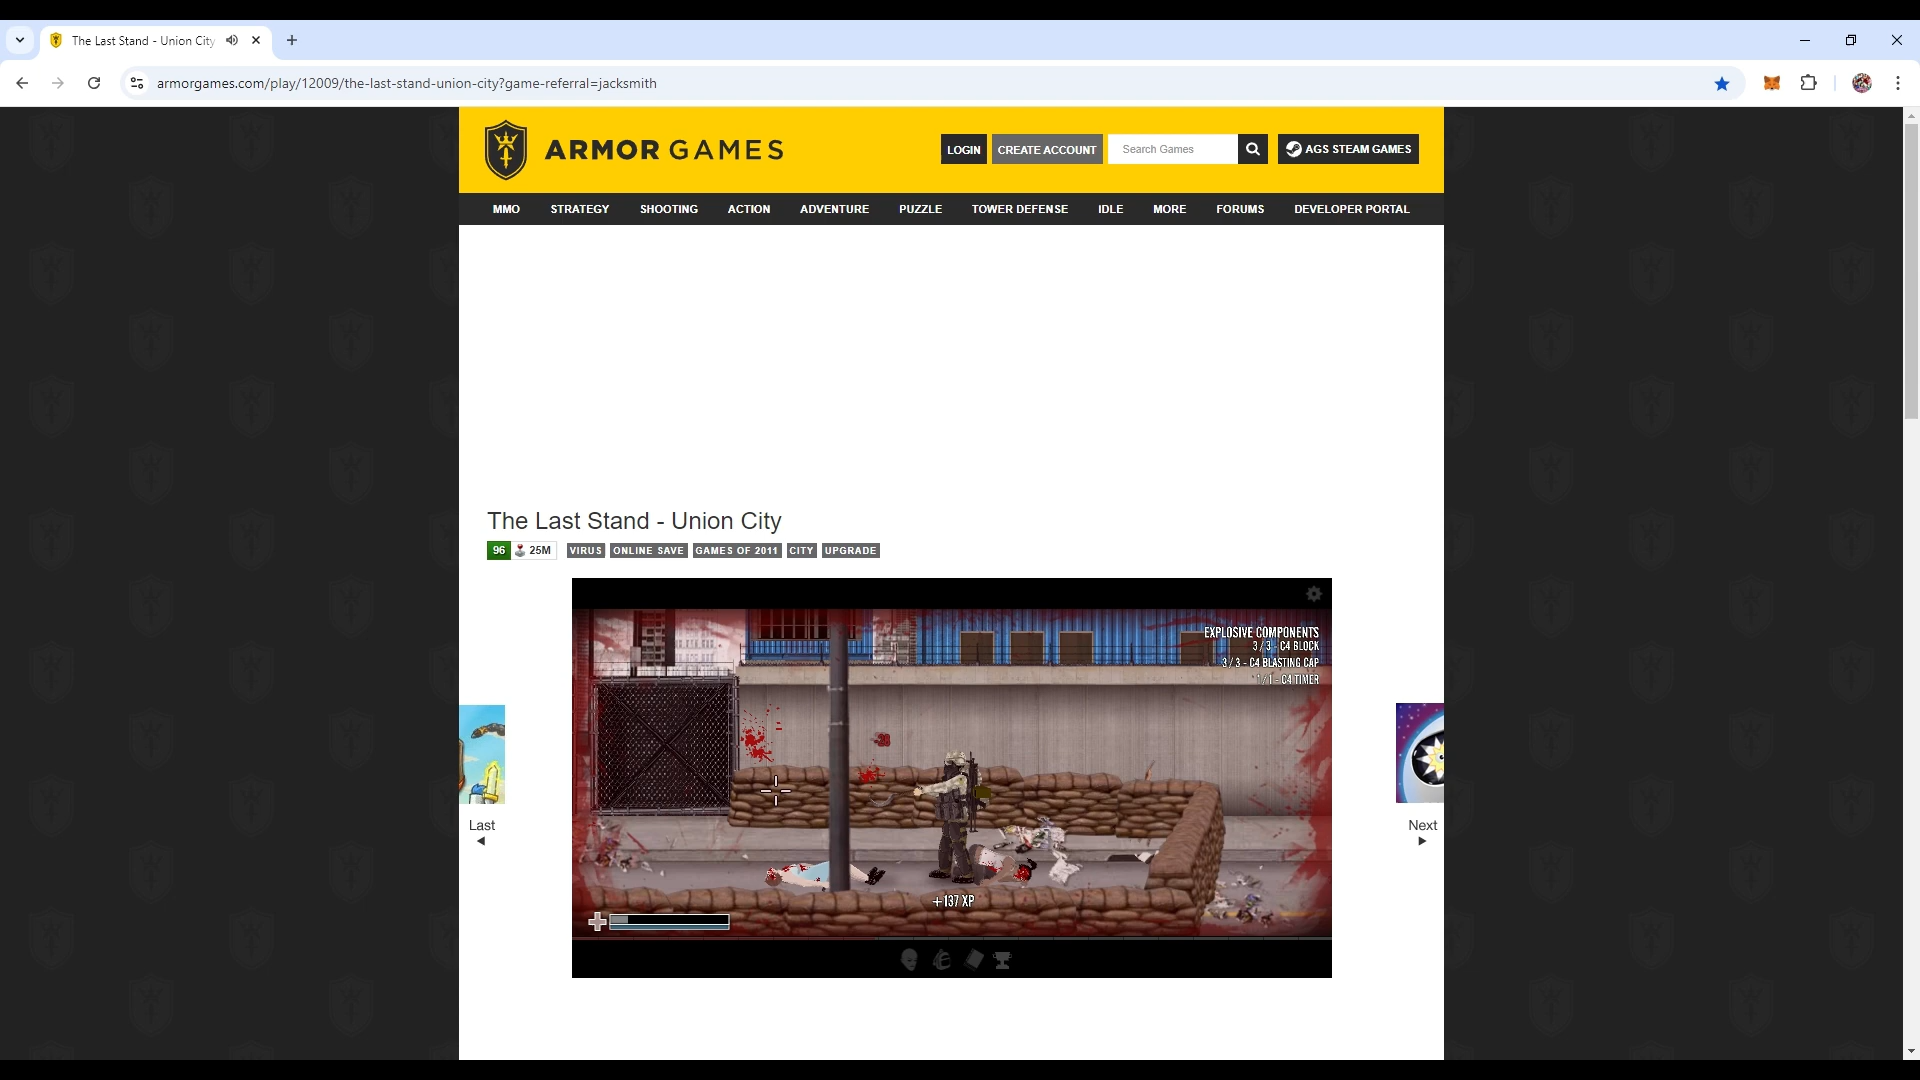 The Last Stand - Union City
armorgames.com/play/12009/the-last-stand-union-city?game-referral=jacksmith
ARMOR GAMES
LOGIN
CREATE ACCOUNT
Search Games
AGS STEAM GAMES
MMO STRATEGY SHOOTING ACTION ADVENTURE PUZZLE TOWER DEFENSE IDLE MORE FORUMS DEVELOPER PORTAL
The Last Stand - Union City
96 25M VIRUS ONLINE SAVE GAMES OF 2011 CITY UPGRADE
EXPLOSIVE COMPONENTS
3 / 3 - C4 BLOCK
3 / 3 - C4 BLASTING CAP
1 / 1 - C4 TIMER
Last
Next
+137 XP